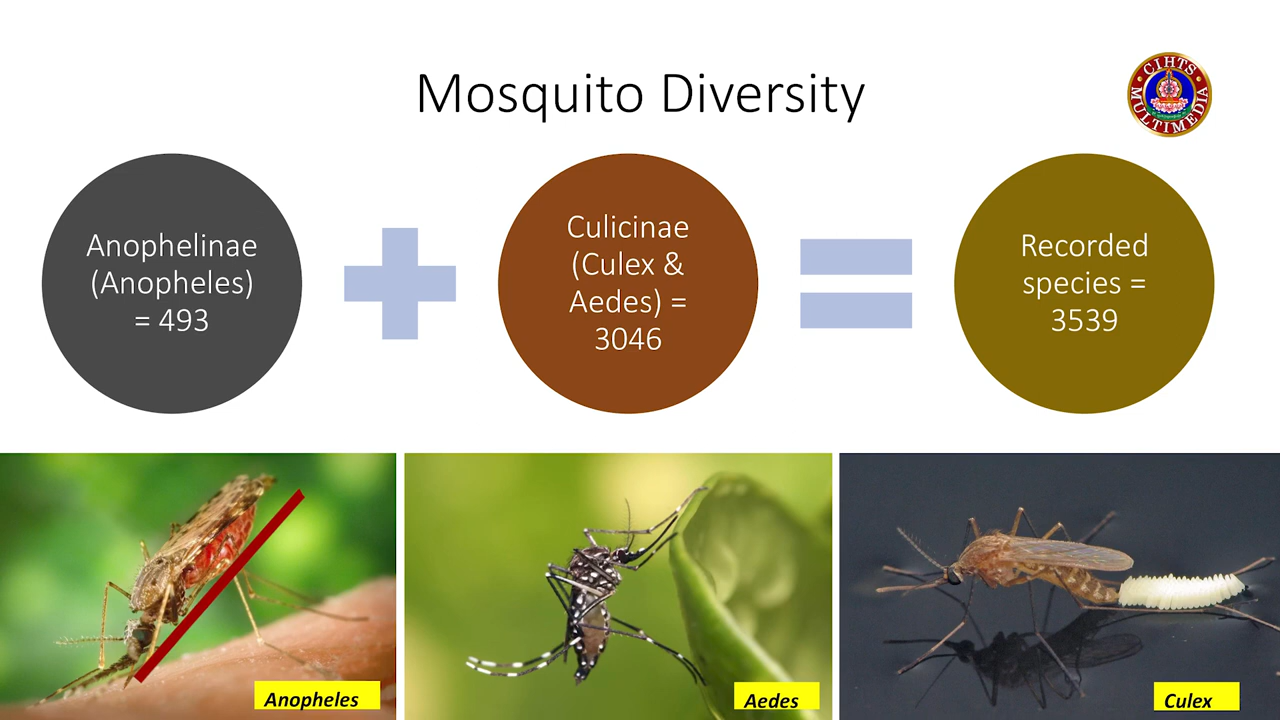 Mosquito Diversity
CIHTS
MULTIMEDIA
Anophelinae
(Anopheles)
= 493
Culicinae
(Culex &
Aedes) =
3046
Recorded
species =
3539
Anopheles
Aedes
Culex